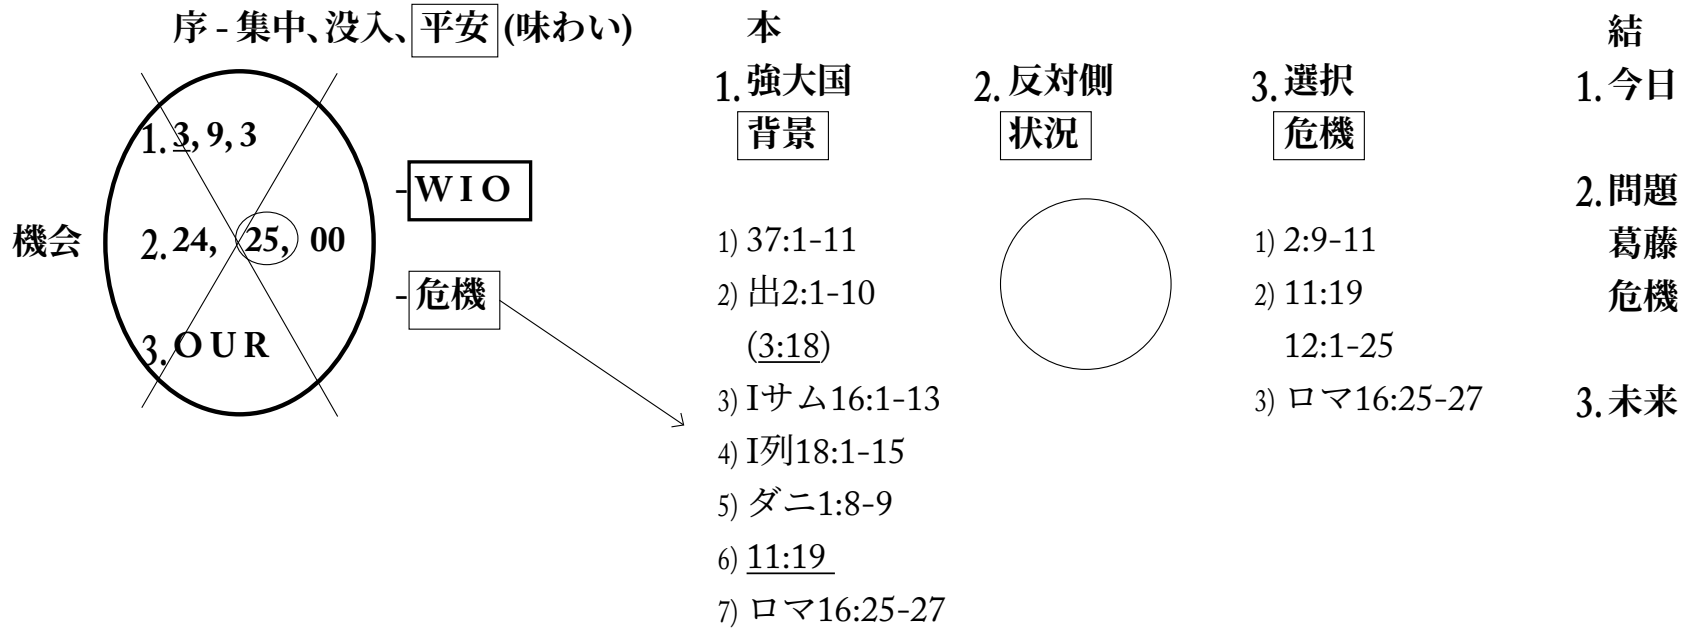 序 - 集中、没入、平安 (味わい)
機会
1. 3, 9, 3
2. 24, 25, 00
3. O U R
- W I O
- 危機
本
1. 強大国
背景
1) 37:1-11
2) 出2:1-10
(3:18)
3) Iサム16:1-13
4) I列18:1-15
5) ダニ1:8-9
6) 11:19
7) ロマ16:25-27
2. 反対側
状況
3. 選択
危機
1) 2:9-11
2) 11:19
12:1-25
3) ロマ16:25-27
結
1. 今日
2. 問題
葛藤
危機
3. 未来